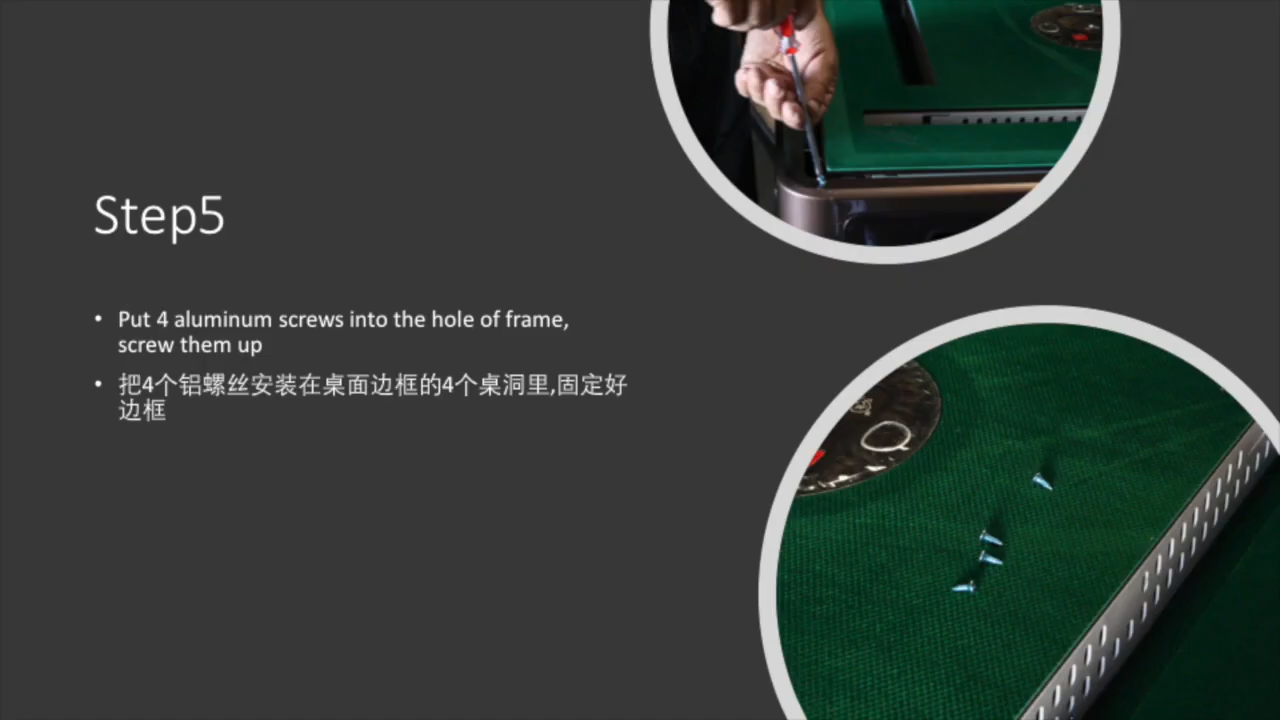 Step5
• Put 4 aluminum screws into the hole of frame,
screw them up
• 把4个铝螺丝安装在桌面边框的4个桌洞里,固定好
边框